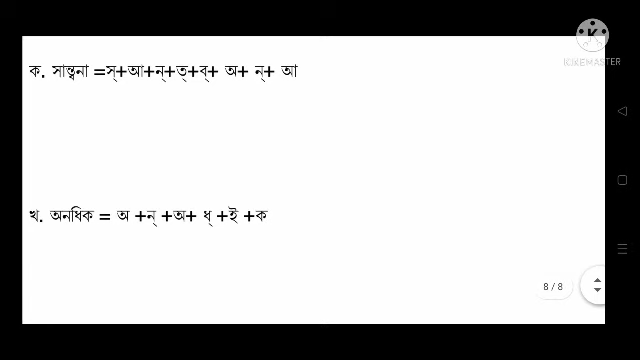 KINEMASTER
ক. সান্ত্বনা =স্+আ+ন্+ত্+ব্+ অ+ ন্+ আ
খ. অনধিক = অ +ন্ +অ+ ধ্ +ই +ক
8 / 8